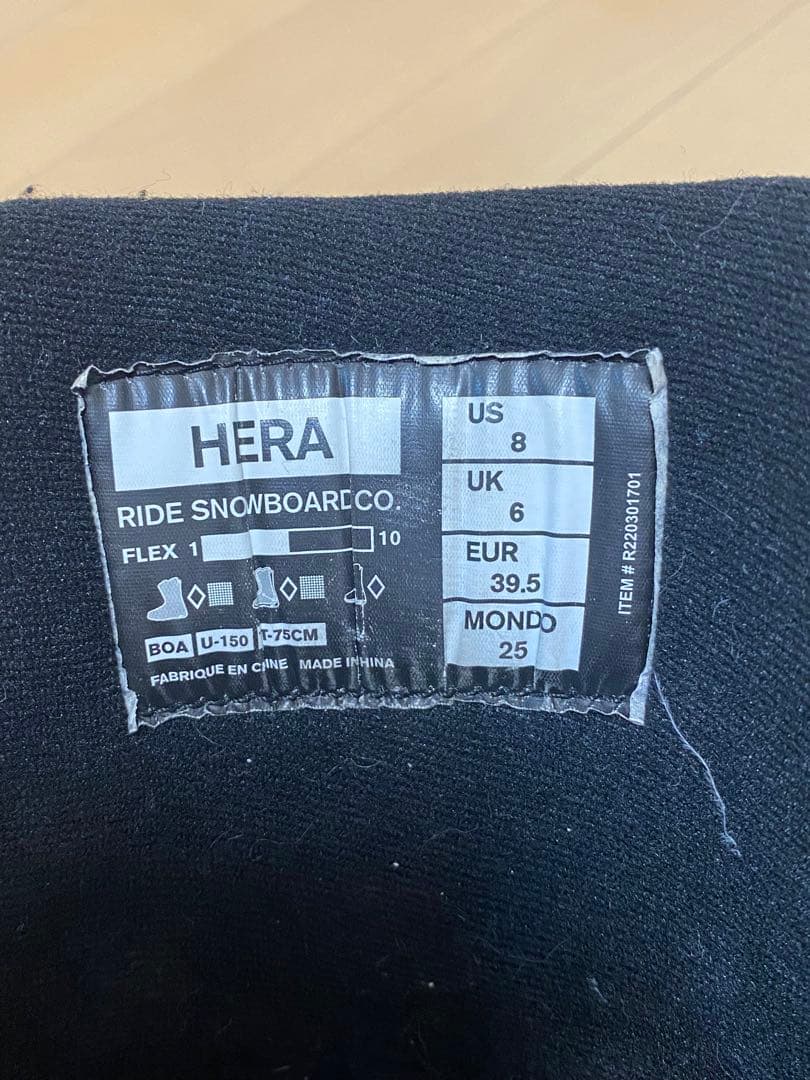 HERA
RIDE SNOWBOARD CO.
FLEX 1 10
BOA U-150 T-75CM
FABRIQUE EN CHINE MADE IN CHINA
US
8
UK
6
EUR
39.5
MONDO
25
ITEM # R220301701